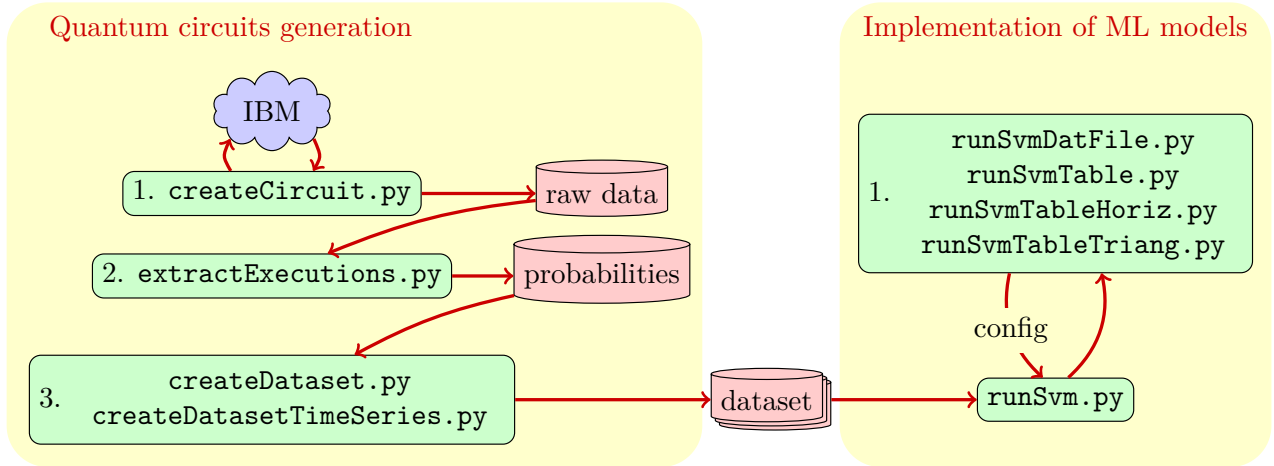 Quantum circuits generation
IBM
1. createCircuit.py
raw data
2. extractExecutions.py
probabilities
3.
createDataset.py
createDatasetTimeSeries.py
dataset
Implementation of ML models
1.
runSvmDatFile.py
runSvmTable.py
runSvmTableHoriz.py
runSvmTableTriang.py
config
runSvm.py